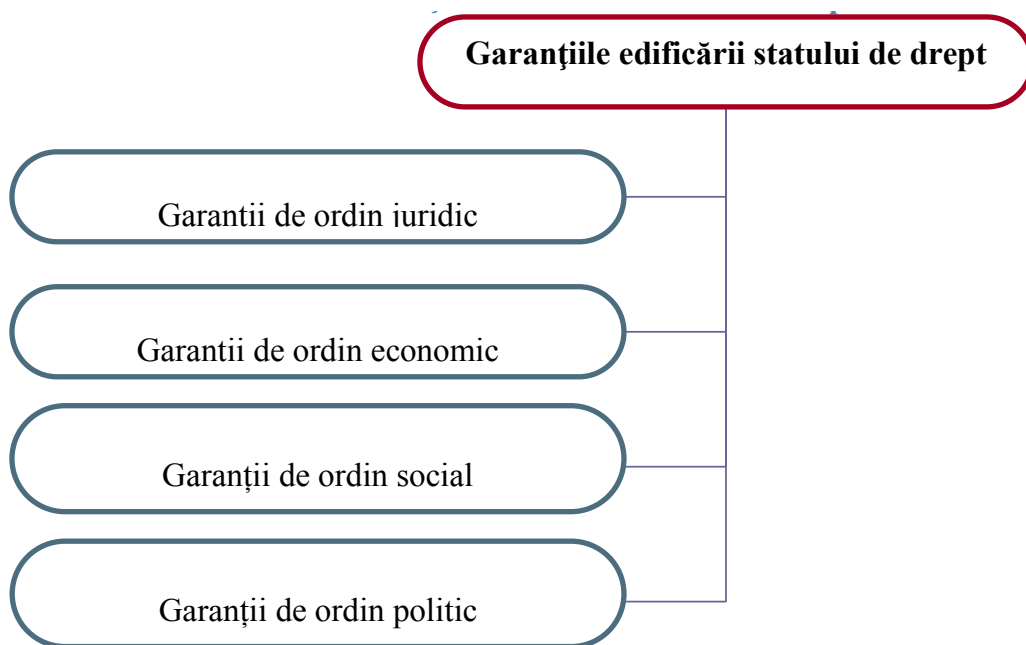 Garanţiile edificării statului de drept
Garantii de ordin juridic
Garantii de ordin economic
Garanții de ordin social
Garanții de ordin politic